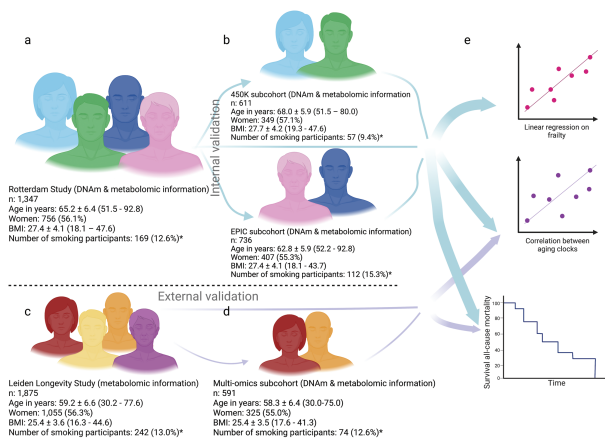 a
Rotterdam Study (DNAm & metabolomic information)
n: 1,347
Age in years: 65.2 ± 6.4 (51.5 - 92.8)
Women: 756 (56.1%)
BMI: 27.4 ± 4.1 (18.1 – 47.6)
Number of smoking participants: 169 (12.6%)*
Internal validation
b
450K subcohort (DNAm & metabolomic information
n: 611
Age in years: 68.0 ± 5.9 (51.5 – 80.0)
Women: 349 (57.1%)
BMI: 27.7 ± 4.2 (19.3 - 47.6)
Number of smoking participants: 57 (9.4%)*
EPIC subcohort (DNAm & metabolomic information)
n: 736
Age in years: 62.8 ± 5.9 (52.2 - 92.8)
Women: 407 (55.3%)
BMI: 27.4 ± 4.1 (18.1 - 43.7)
Number of smoking participants: 112 (15.3%)*
External validation
c
Leiden Longevity Study (metabolomic information)
n: 1,875
Age in years: 59.2 ± 6.6 (30.2 - 77.6)
Women: 1,055 (56.3%)
BMI: 25.4 ± 3.6 (16.3 - 44.6)
Number of smoking participants: 242 (13.0%)*
d
Multi-omics subcohort (DNAm & metabolomic information)
n: 591
Age in years: 58.3 ± 6.4 (30.0-75.0)
Women: 325 (55.0%)
BMI: 25.4 ± 3.5 (17.6 - 41.3)
Number of smoking participants: 74 (12.6%)*
e
Linear regression on
frailty
Correlation between
aging clocks
Survival all-cause mortality
100
80
60
40
20
0
Time